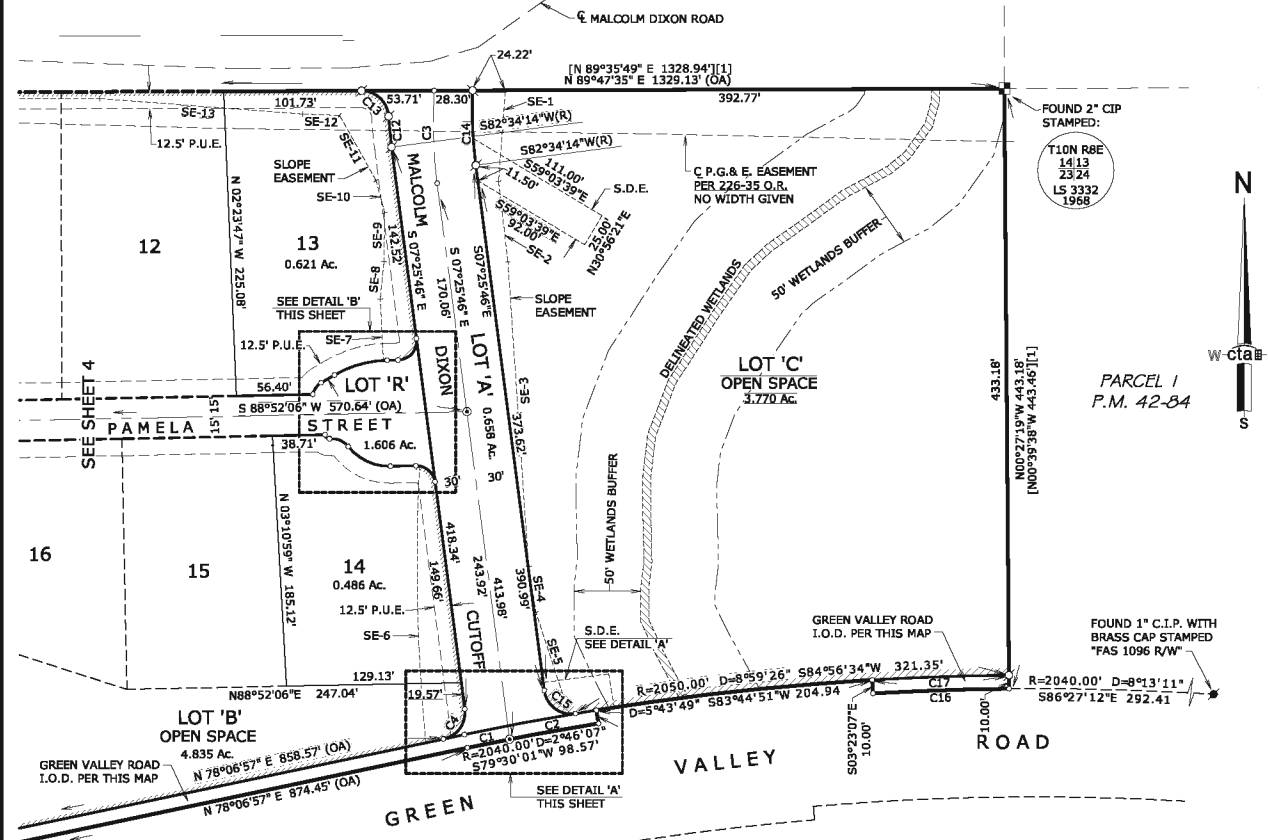 ℄ MALCOLM DIXON ROAD
24.22'
[N 89°35'49" E 1328.94'][1]
N 89°47'35" E 1329.13' (OA)
101.73'
C13
53.71'
28.30'
392.77'
SE-1
SE-13
SE-12
C12
C3
C14
S82°34'14"W(R)
S82°34'14"W(R)
12.5' P.U.E.
SE-11
FOUND 2" CIP
STAMPED:
T10N R8E
14|13
23|24
LS 3332
1968
SLOPE
EASEMENT
SE-10
MALCOLM
111.00'
S59°03'39"E
11.50'
S.D.E.
S59°03'39"E
92.00'
15.00'
N30°56'21"E
SE-2
℄ P.G.& E. EASEMENT
PER 226-35 O.R.
NO WIDTH GIVEN
N
N 02°23'47" W 225.08'
12
13
0.621 Ac.
SE-9
142.52'
SE-8
S 07°25'46" E
S 07°25'46" E
170.06'
S07°25'46"E
50' WETLANDS BUFFER
DELINEATED WETLANDS
SEE DETAIL 'B'
THIS SHEET
SE-7
SLOPE
EASEMENT
12.5' P.U.E.
DIXON
LOT 'A'
0.658 Ac.
SE-3
373.62'
LOT 'C'
OPEN SPACE
3.770 Ac.
433.18'
N00°27'19"W 443.18'
[N00°39'38"W 443.46'][1]
W
cta
S
PARCEL 1
P.M. 42-84
SEE SHEET 4
56.40'
LOT 'R'
S 88°52'06" W 570.64' (OA)
15' 15'
PAMELA
STREET
38.71'
1.606 Ac.
30'
30'
N 03°10'59" W 185.12'
418.34'
149.66'
243.92'
413.98'
390.99'
SE-4
50' WETLANDS BUFFER
16
15
14
0.486 Ac.
12.5' P.U.E.
SE-6
CUTOFF
SE-5
S.D.E.
SEE DETAIL 'A'
GREEN VALLEY ROAD
I.O.D. PER THIS MAP
FOUND 1" C.I.P. WITH
BRASS CAP STAMPED
"FAS 1096 R/W"
129.13'
N88°52'06"E 247.04'
19.57'
C4
C15
R=2050.00' D=8°59'26" S84°56'34"W 321.35'
D=5°43'49" S83°44'51"W 204.94
C17
C16
R=2040.00' D=8°13'11"
S86°27'12"E 292.41
S03°23'07"E
10.00'
10.00'
LOT 'B'
OPEN SPACE
4.835 Ac.
C1
C2
R=2040.00' D=2°46'07"
S79°30'01"W 98.57'
GREEN VALLEY ROAD
I.O.D. PER THIS MAP
N 78°06'57" E 858.57' (OA)
N 78°06'57" E 874.45' (OA)
SEE DETAIL 'A'
THIS SHEET
GREEN VALLEY ROAD